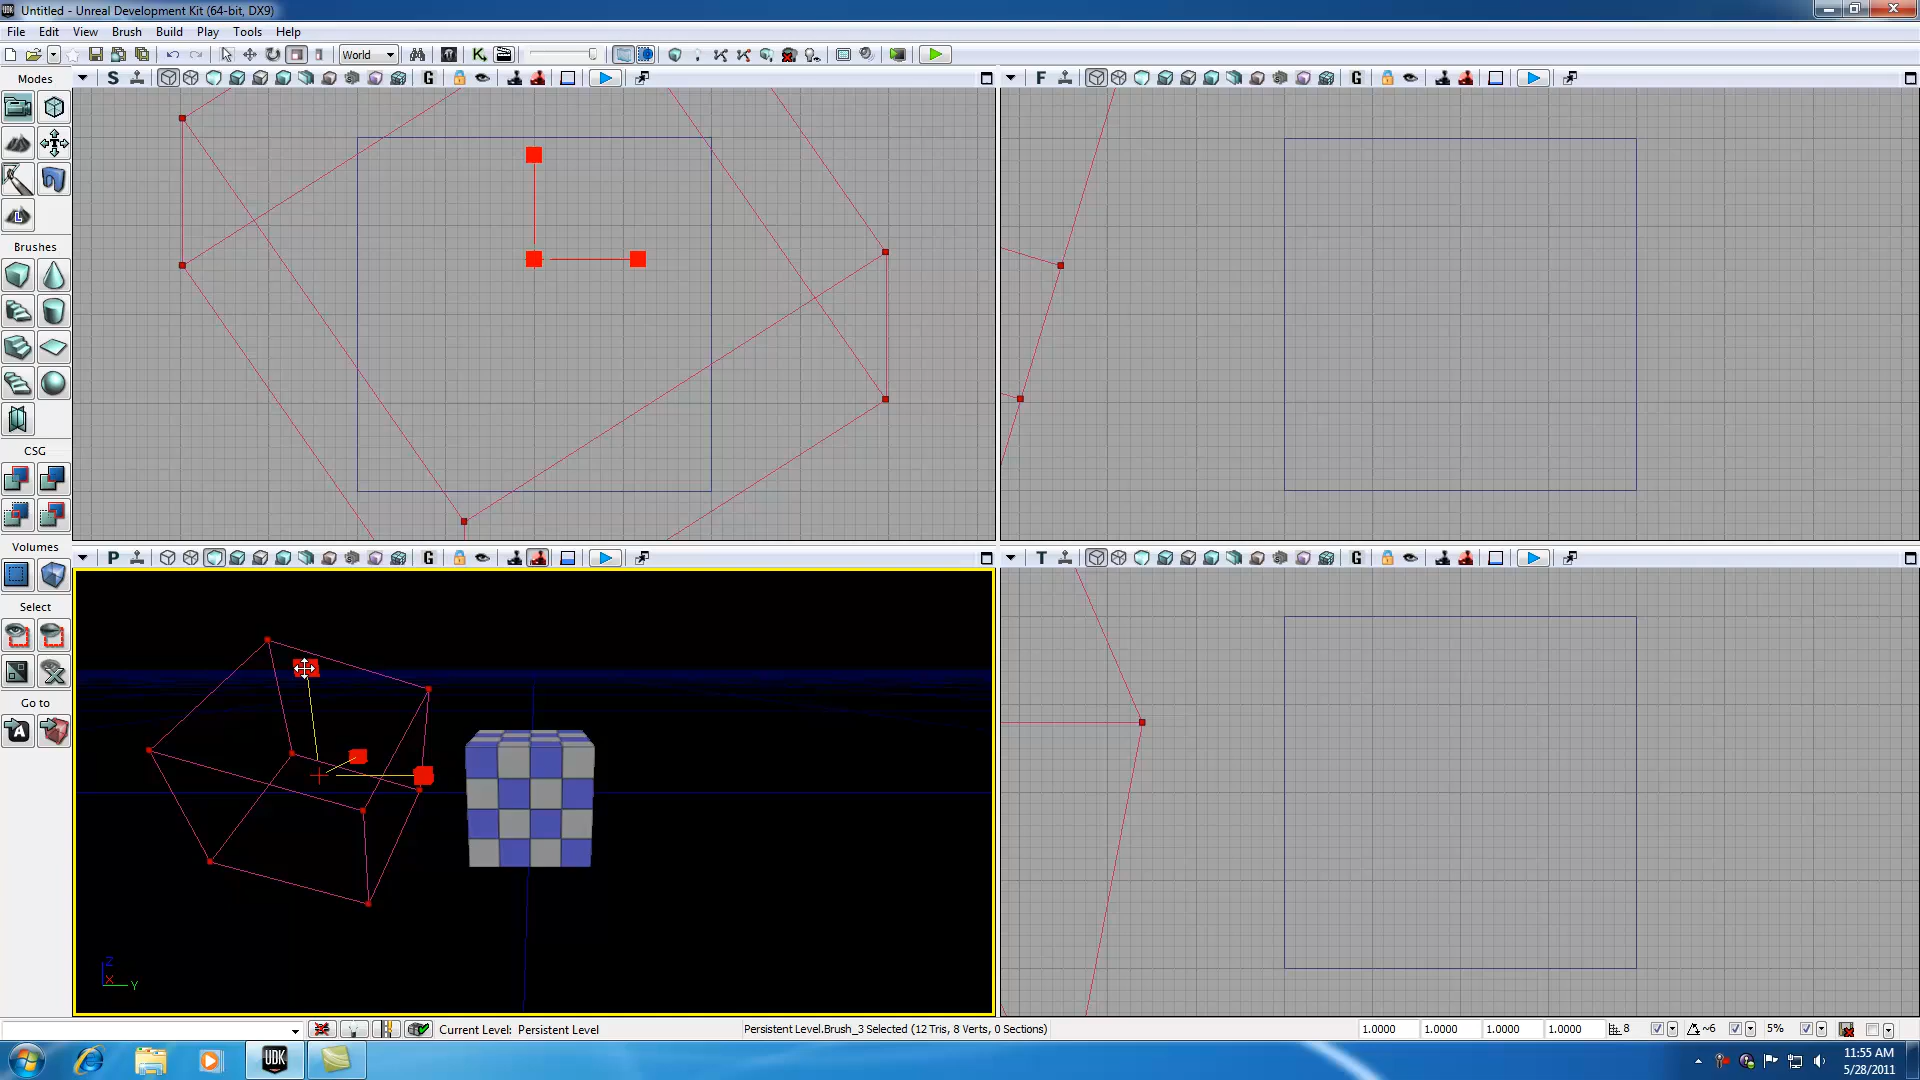 Untitled - Unreal Development Kit (64-bit, DX9)
File Edit View Brush Build Play Tools Help
World
Modes
S G
F G
L
Brushes
CSG
Volumes
Select
Go to
A
P G
T G
Z
X Y
Current Level: Persistent Level
Persistent Level.Brush_3 Selected (12 Tris, 8 Verts, 0 Sections)
1.0000 1.0000 1.0000 1.0000 8 ~6 5%
UDK
11:55 AM
5/28/2011